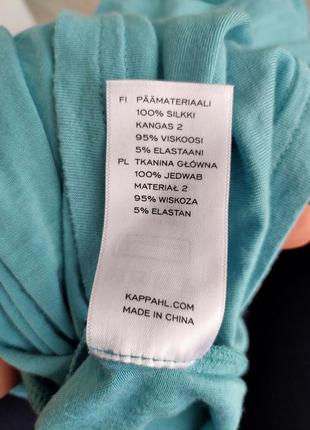 FI PÄÄMATERIAALI
100% SILKKI
KANGAS 2
95% VISKOOSI
5% ELASTAANI
PL TKANINA GŁÓWNA
100% JEDWAB
MATERIAŁ 2
95% WISKOZA
5% ELASTAN
KAPPAHL.COM
MADE IN CHINA